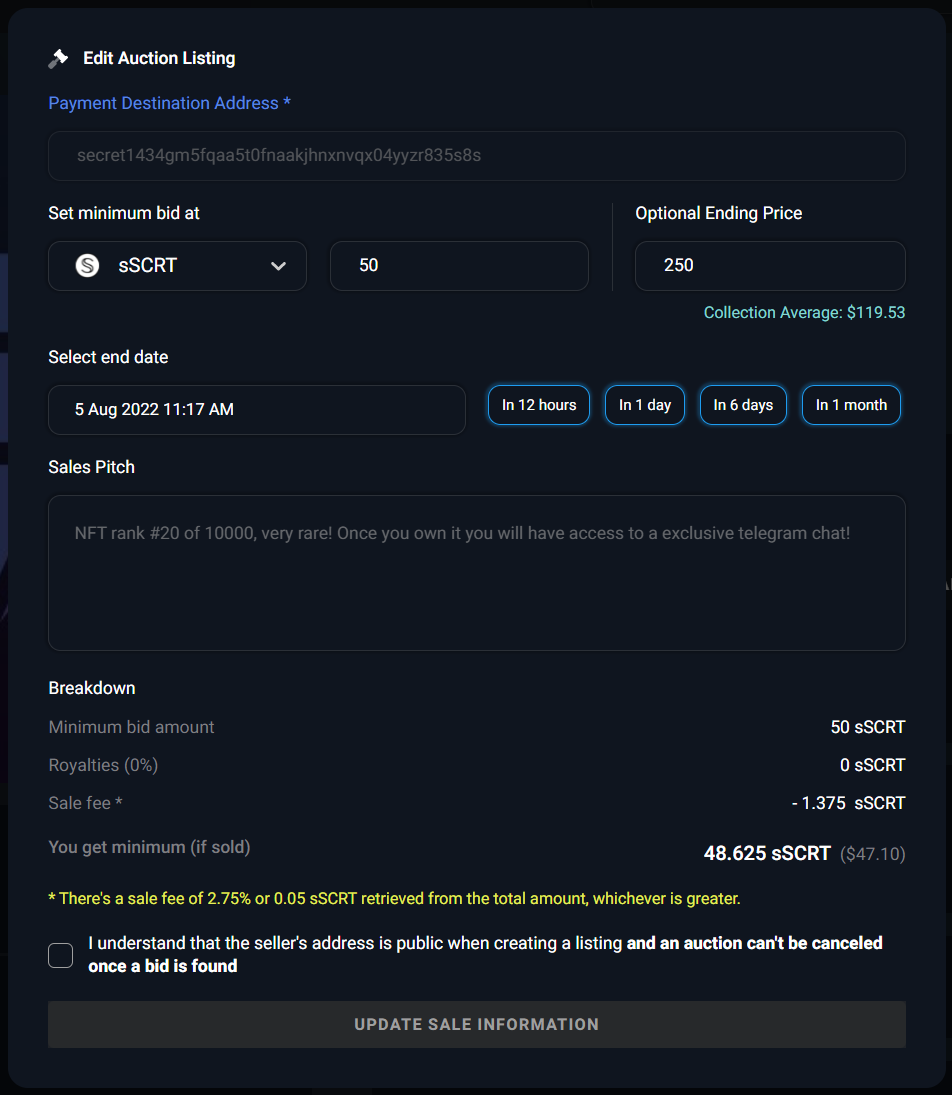 Edit Auction Listing
Payment Destination Address *
secret1434gm5fqaa5t0fnaakjhnxnvqx04yyzr835s8s
Set minimum bid at
Optional Ending Price
sSCRT
50
250
Collection Average: $119.53
Select end date
5 Aug 2022 11:17 AM
In 12 hours
In 1 day
In 6 days
In 1 month
Sales Pitch
NFT rank #20 of 10000, very rare! Once you own it you will have access to a exclusive telegram chat!
Breakdown
Minimum bid amount
50 sSCRT
Royalties (0%)
0 sSCRT
Sale fee *
- 1.375 sSCRT
You get minimum (if sold)
48.625 sSCRT ($47.10)
* There's a sale fee of 2.75% or 0.05 sSCRT retrieved from the total amount, whichever is greater.
I understand that the seller's address is public when creating a listing and an auction can't be canceled
once a bid is found
UPDATE SALE INFORMATION